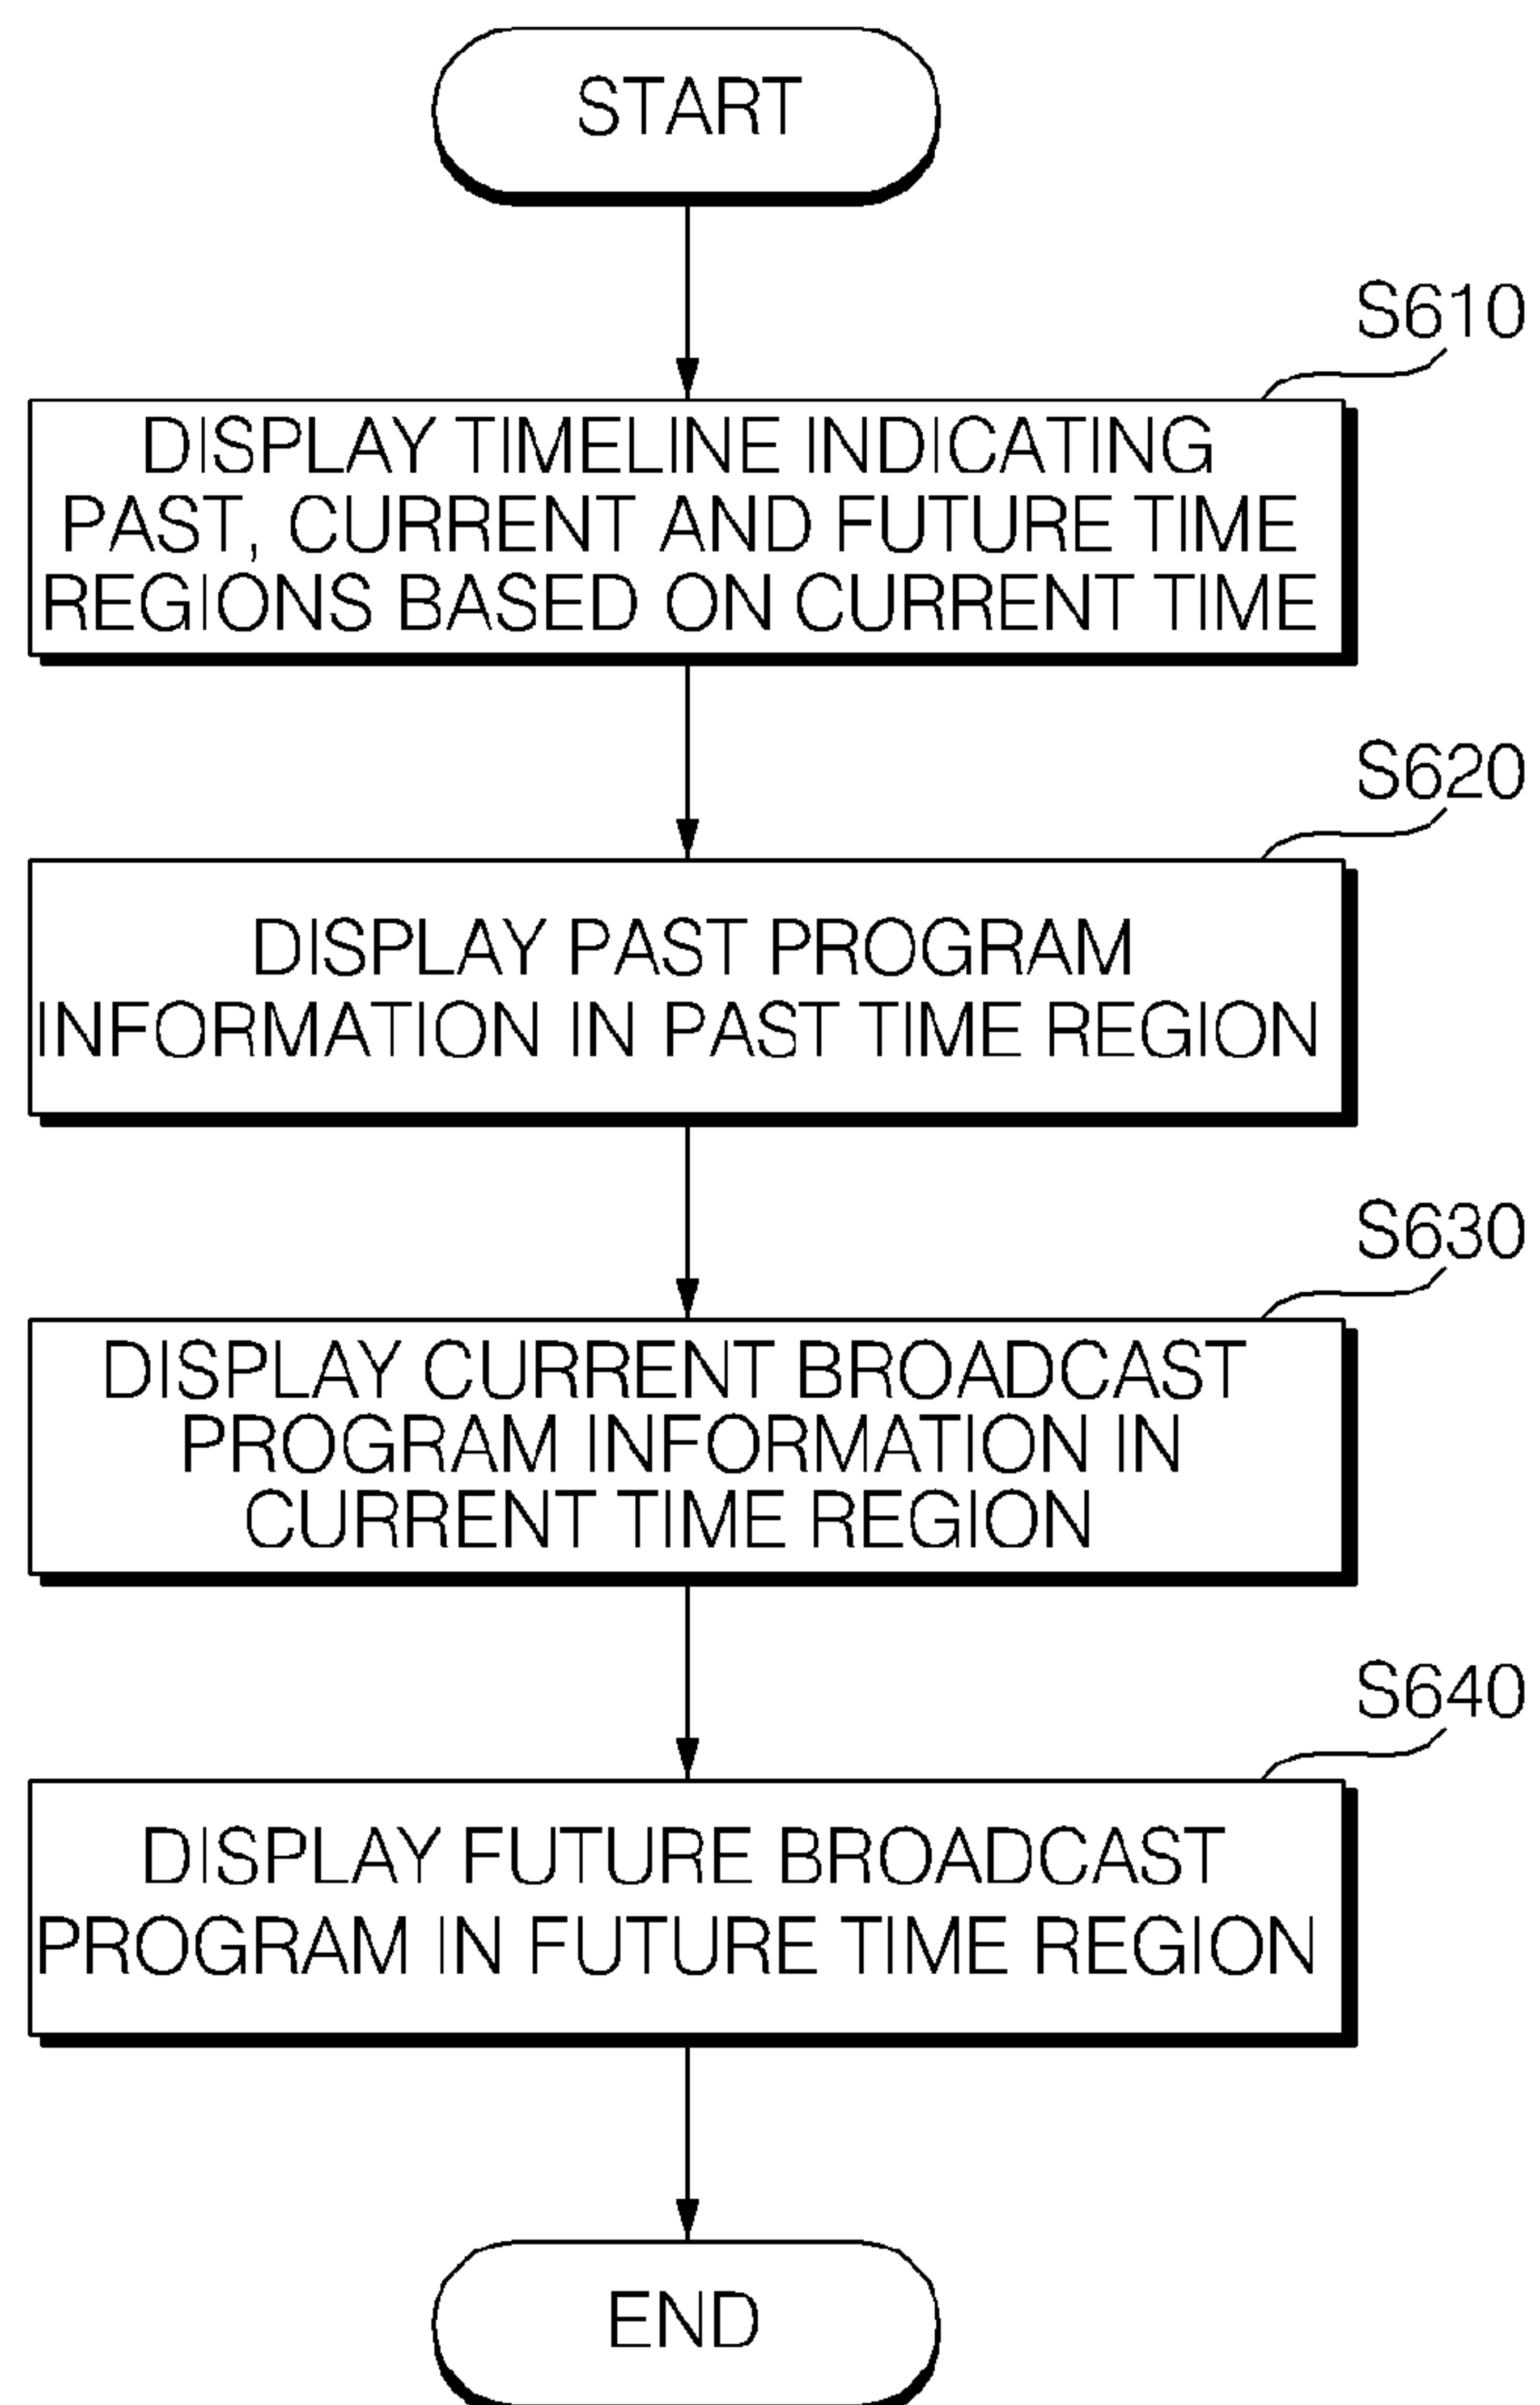 START
S610
DISPLAY TIMELINE INDICATING
PAST, CURRENT AND FUTURE TIME
REGIONS BASED ON CURRENT TIME
S620
DISPLAY PAST PROGRAM
INFORMATION IN PAST TIME REGION
S630
DISPLAY CURRENT BROADCAST
PROGRAM INFORMATION IN
CURRENT TIME REGION
S640
DISPLAY FUTURE BROADCAST
PROGRAM IN FUTURE TIME REGION
END